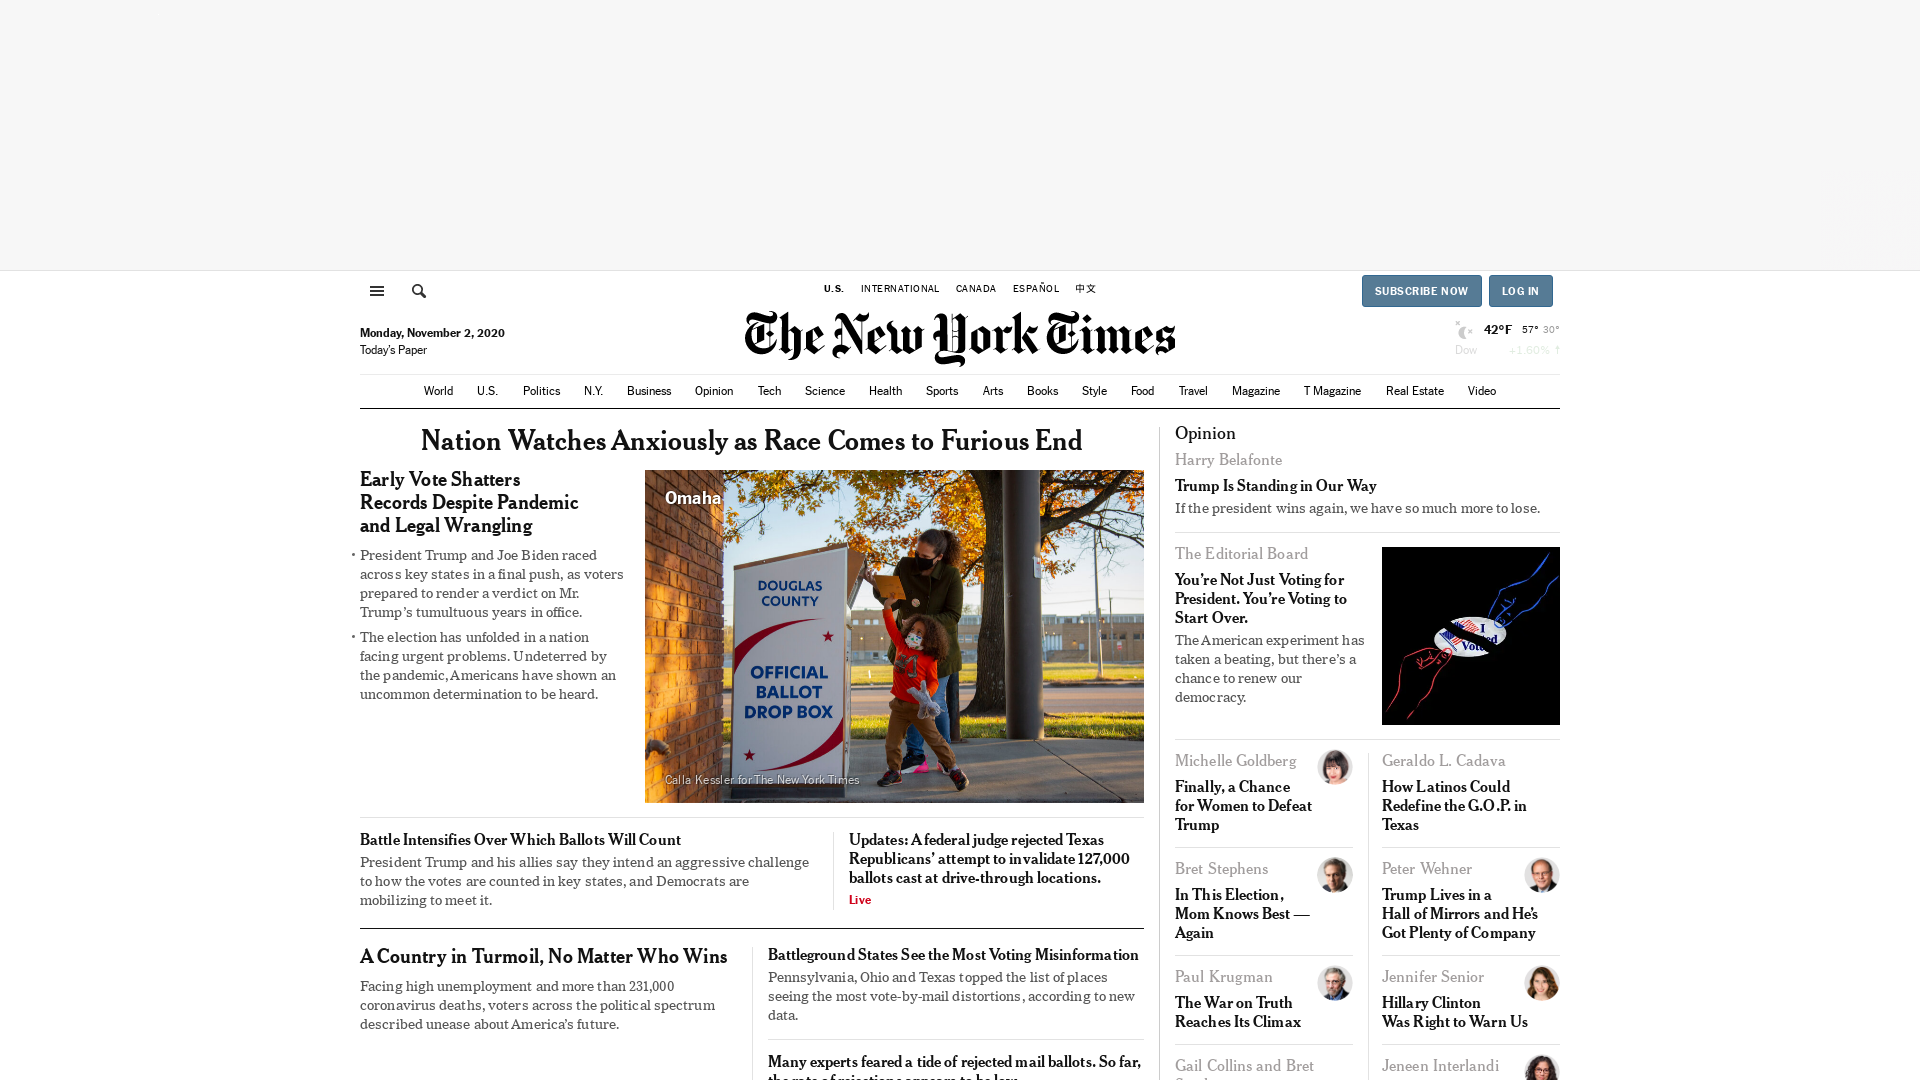 U.S. INTERNATIONAL CANADA ESPAÑOL 中文
SUBSCRIBE NOW LOG IN
Monday, November 2, 2020
Today's Paper
The New York Times
42°F 57° 30°
Dow +1.60% ↑
World U.S. Politics N.Y. Business Opinion Tech Science Health Sports Arts Books Style Food Travel Magazine T Magazine Real Estate Video
Nation Watches Anxiously as Race Comes to Furious End
Early Vote Shatters
Records Despite Pandemic
and Legal Wrangling
• President Trump and Joe Biden raced
across key states in a final push, as voters
prepared to render a verdict on Mr.
Trump’s tumultuous years in office.
• The election has unfolded in a nation
facing urgent problems. Undeterred by
the pandemic, Americans have shown an
uncommon determination to be heard.
Omaha
DOUGLAS
COUNTY
OFFICIAL
BALLOT
DROP BOX
Calla Kessler for The New York Times
Battle Intensifies Over Which Ballots Will Count
President Trump and his allies say they intend an aggressive challenge
to how the votes are counted in key states, and Democrats are
mobilizing to meet it.
Updates: A federal judge rejected Texas
Republicans’ attempt to invalidate 127,000
ballots cast at drive-through locations.
Live
A Country in Turmoil, No Matter Who Wins
Facing high unemployment and more than 231,000
coronavirus deaths, voters across the political spectrum
described unease about America’s future.
Battleground States See the Most Voting Misinformation
Pennsylvania, Ohio and Texas topped the list of places
seeing the most vote-by-mail distortions, according to new
data.
Many experts feared a tide of rejected mail ballots. So far,
the rate of rejections appears to be low.
Opinion
Harry Belafonte
Trump Is Standing in Our Way
If the president wins again, we have so much more to lose.
The Editorial Board
You’re Not Just Voting for
President. You’re Voting to
Start Over.
The American experiment has
taken a beating, but there’s a
chance to renew our
democracy.
I
Voted
Michelle Goldberg
Finally, a Chance
for Women to Defeat
Trump
Geraldo L. Cadava
How Latinos Could
Redefine the G.O.P. in
Texas
Bret Stephens
In This Election,
Mom Knows Best —
Again
Peter Wehner
Trump Lives in a
Hall of Mirrors and He’s
Got Plenty of Company
Paul Krugman
The War on Truth
Reaches Its Climax
Jennifer Senior
Hillary Clinton
Was Right to Warn Us
Gail Collins and Bret
Jeneen Interlandi